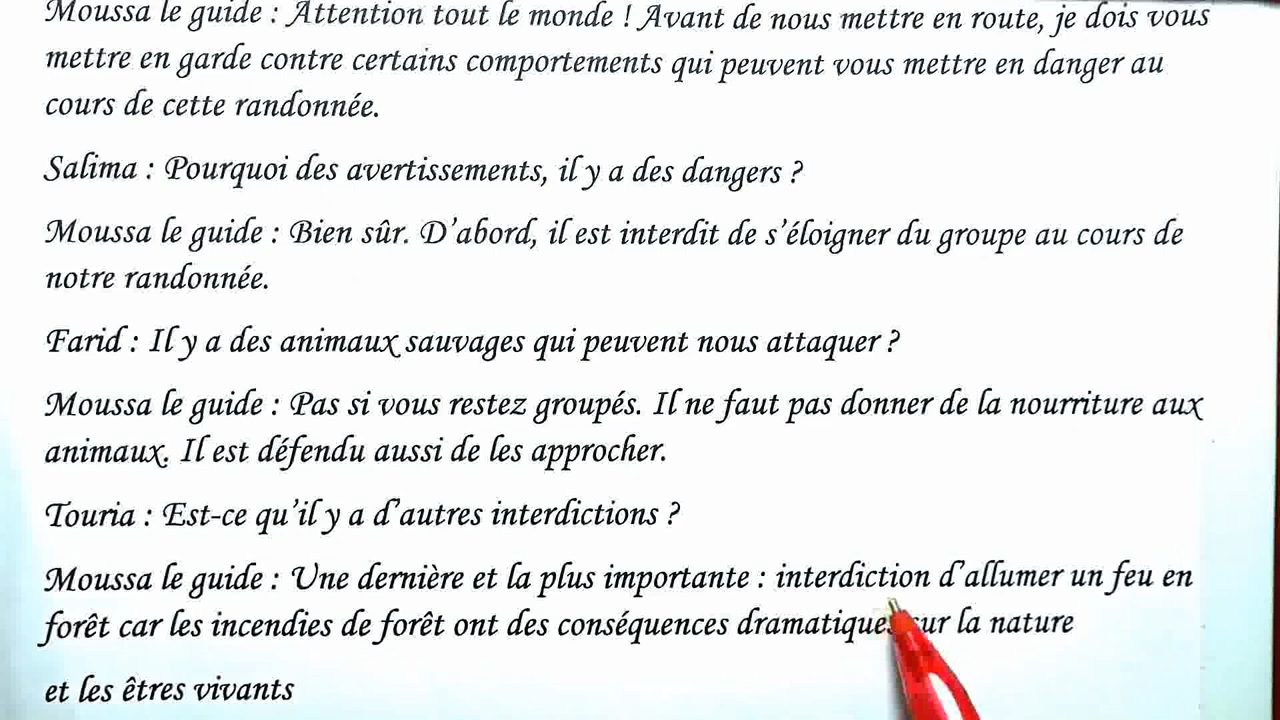 Moussa le guide : Attention tout le monde ! Avant de nous mettre en route, je dois vous
mettre en garde contre certains comportements qui peuvent vous mettre en danger au
cours de cette randonnée.
Salima : Pourquoi des avertissements, il y a des dangers ?
Moussa le guide : Bien sûr. D'abord, il est interdit de s'éloigner du groupe au cours de
notre randonnée.
Farid : Il y a des animaux sauvages qui peuvent nous attaquer ?
Moussa le guide : Pas si vous restez groupés. Il ne faut pas donner de la nourriture aux
animaux. Il est défendu aussi de les approcher.
Touria : Est-ce qu'il y a d'autres interdictions ?
Moussa le guide : Une dernière et la plus importante : interdiction d'allumer un feu en
forêt car les incendies de forêt ont des conséquences dramatiques sur la nature
et les êtres vivants